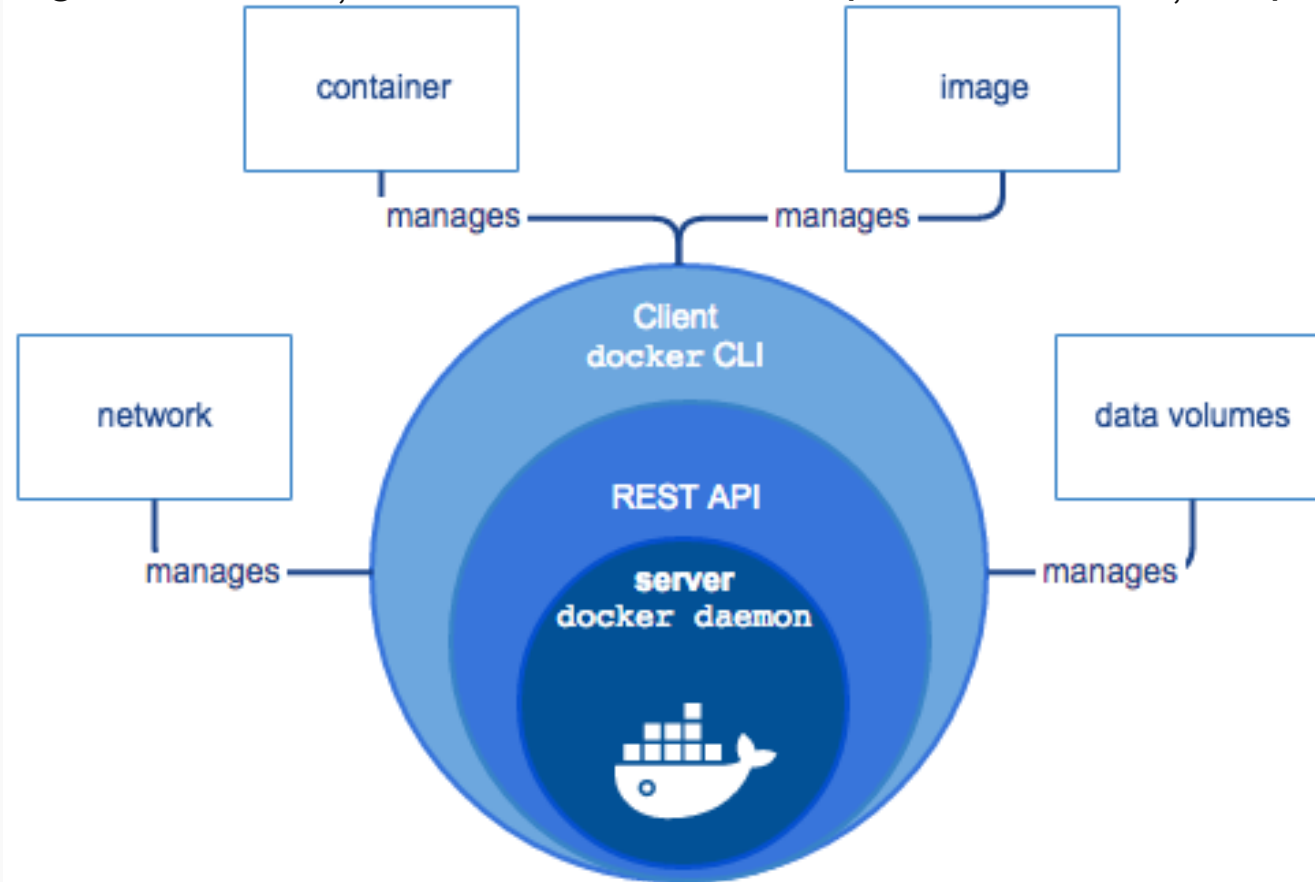 container
image
manages
manages
Client
docker CLI
network
data volumes
REST API
manages
manages
server
docker daemon